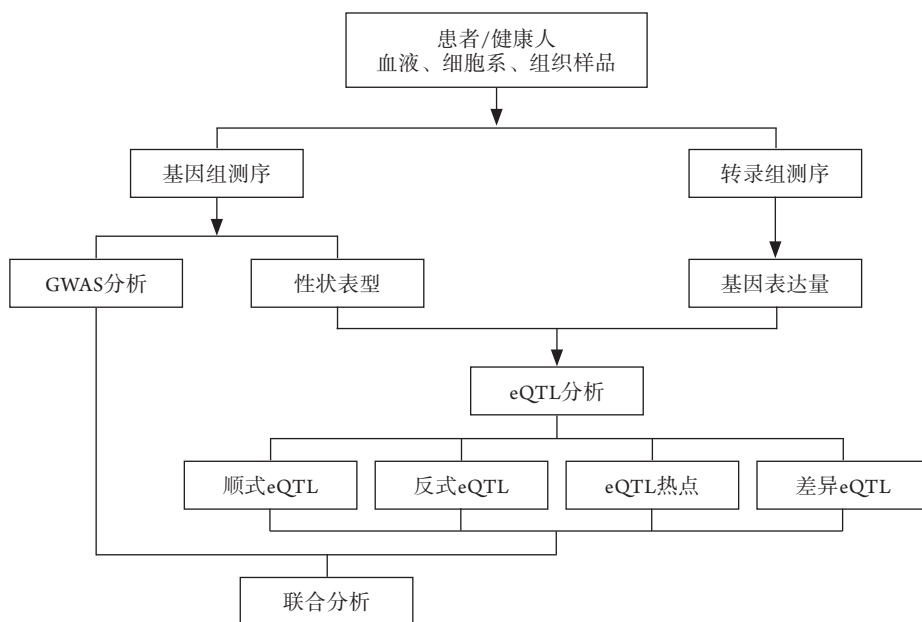 患者/健康人
血液、细胞系、组织样品
基因组测序
转录组测序
GWAS分析
性状表型
基因表达量
eQTL分析
顺式eQTL
反式eQTL
eQTL热点
差异eQTL
联合分析